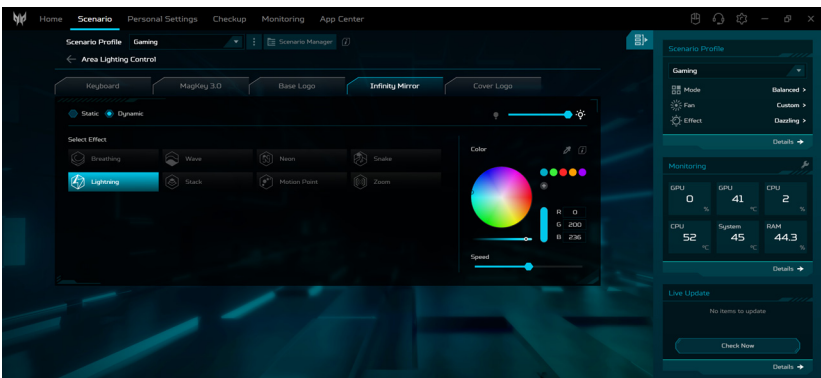 Home Scenario Personal Settings Checkup Monitoring App Center
Scenario Profile Gaming Scenario Manager
Area Lighting Control
Keyboard MagKey 3.0 Base Logo Infinity Mirror Cover Logo
Static Dynamic
Select Effect
Breathing Wave Neon Snake
Lightning Stack Motion Point Zoom
Color
R 0
G 200
B 236
Speed
Scenario Profile
Gaming
Mode Balanced >
Fan Custom >
Effect Dazzling >
Details →
Monitoring
GPU GPU CPU
0 % 41 °C 2 %
CPU System RAM
52 °C 45 °C 44.3 %
Details →
Live Update
No items to update
Check Now
Details →